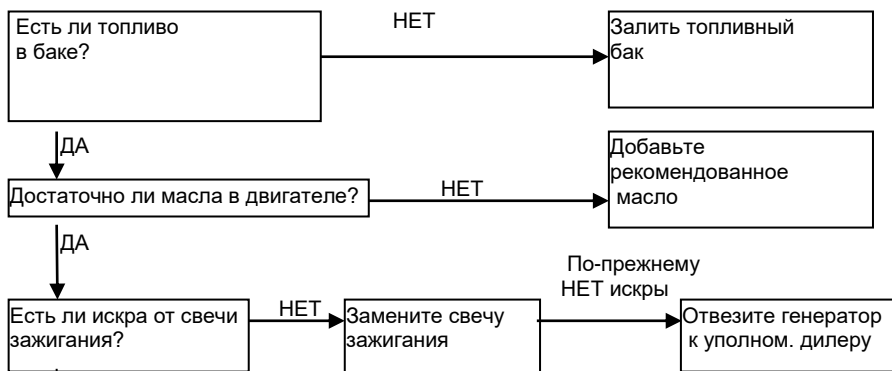 Есть ли топливо
в баке?
НЕТ
Залить топливный
бак
ДА
Достаточно ли масла в двигателе?
НЕТ
Добавьте
рекомендованное
масло
ДА
Есть ли искра от свечи
зажигания?
НЕТ
Замените свечу
зажигания
По-прежнему
НЕТ искры
Отвезите генератор
к уполном. дилеру